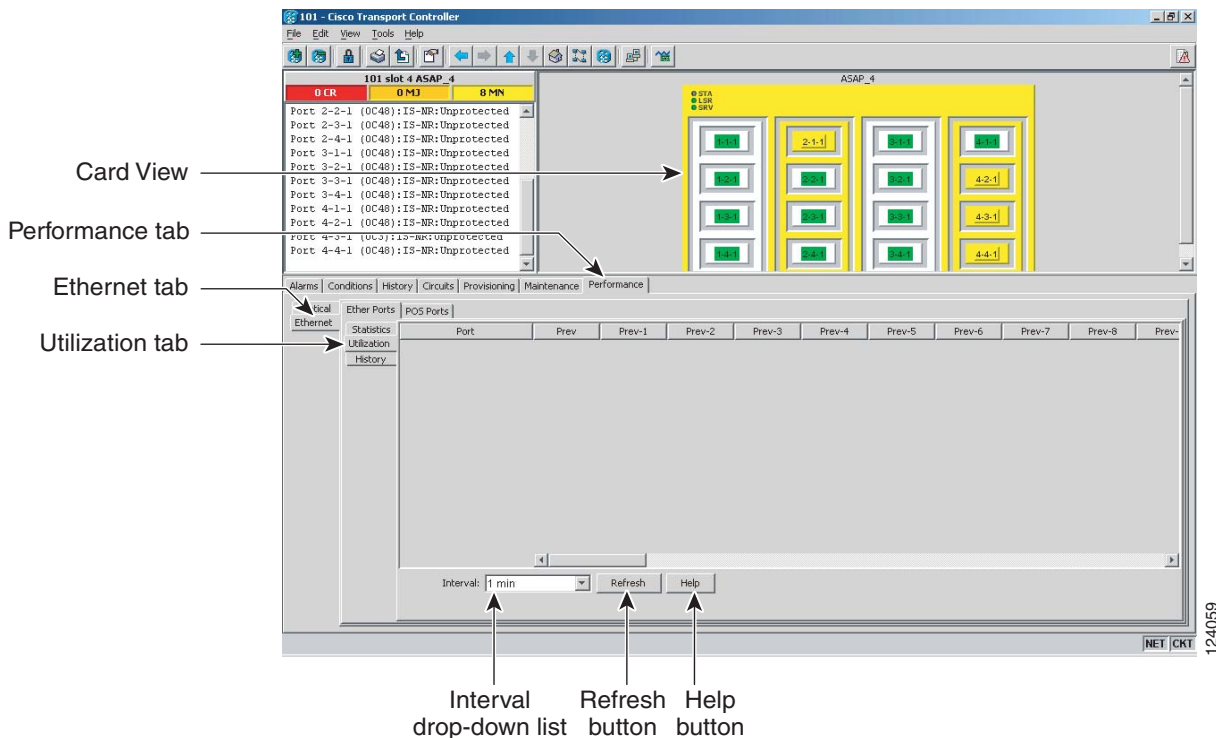 101 - Cisco Transport Controller
File Edit View Tools Help
101 slot 4 ASAP_4
0 CR 0 MJ 8 MN
Port 2-2-1 (OC48):IS-NR:Unprotected
Port 2-3-1 (OC48):IS-NR:Unprotected
Port 2-4-1 (OC48):IS-NR:Unprotected
Port 3-1-1 (OC48):IS-NR:Unprotected
Port 3-2-1 (OC48):IS-NR:Unprotected
Port 3-3-1 (OC48):IS-NR:Unprotected
Port 3-4-1 (OC48):IS-NR:Unprotected
Port 4-1-1 (OC48):IS-NR:Unprotected
Port 4-2-1 (OC48):IS-NR:Unprotected
Port 4-3-1 (OC3):IS-NR:Unprotected
Port 4-4-1 (OC48):IS-NR:Unprotected
ASAP_4
STA
LSR
SRV
1-1-1 2-1-1 3-1-1 4-1-1
1-2-1 2-2-1 3-2-1 4-2-1
1-3-1 2-3-1 3-3-1 4-3-1
1-4-1 2-4-1 3-4-1 4-4-1
Card View
Performance tab
Ethernet tab
Utilization tab
Alarms Conditions History Circuits Provisioning Maintenance Performance
Ethernet
Ether Ports POS Ports
Statistics
Utilization
History
Port Prev Prev-1 Prev-2 Prev-3 Prev-4 Prev-5 Prev-6 Prev-7 Prev-8 Prev-
Interval: 1 min Refresh Help
NET CKT
124059
Interval drop-down list
Refresh button
Help button